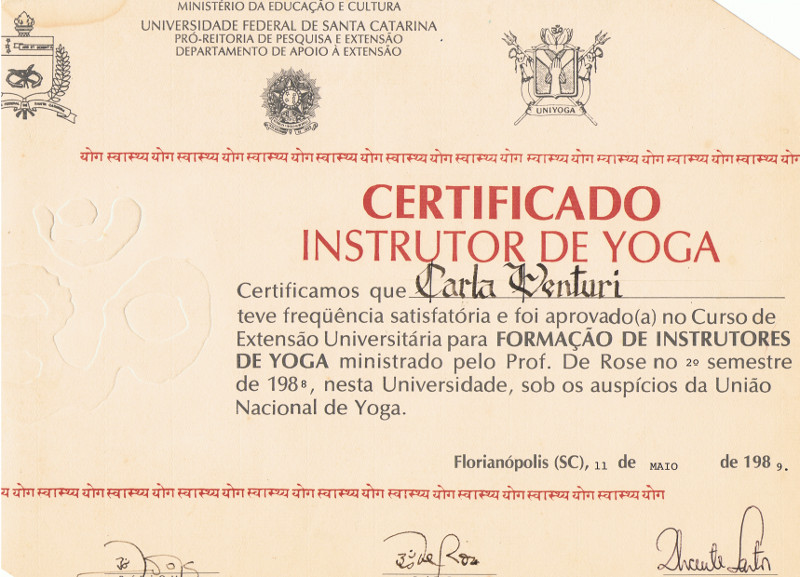 MINISTÉRIO DA EDUCAÇÃO E CULTURA
UNIVERSIDADE FEDERAL DE SANTA CATARINA
PRÓ-REITORIA DE PESQUISA E EXTENSÃO
DEPARTAMENTO DE APOIO À EXTENSÃO
UNIYOGA
योग स्वास्थ्य योग स्वास्थ्य योग स्वास्थ्य योग स्वास्थ्य योग स्वास्थ्य योग स्वास्थ्य योग स्वास्थ्य योग स्वास्थ्य योग स्वास्थ्य योग स्वास्थ्य योग
CERTIFICADO
INSTRUTOR DE YOGA
Certificamos que Carla Venturi
teve freqüência satisfatória e foi aprovado(a) no Curso de
Extensão Universitária para FORMAÇÃO DE INSTRUTORES
DE YOGA ministrado pelo Prof. De Rose no 2º semestre
de 1988, nesta Universidade, sob os auspícios da União
Nacional de Yoga.
Florianópolis (SC), 11 de MAIO de 1989.
योग स्वास्थ्य योग स्वास्थ्य योग स्वास्थ्य योग स्वास्थ्य योग स्वास्थ्य योग स्वास्थ्य योग स्वास्थ्य योग स्वास्थ्य योग स्वास्थ्य योग